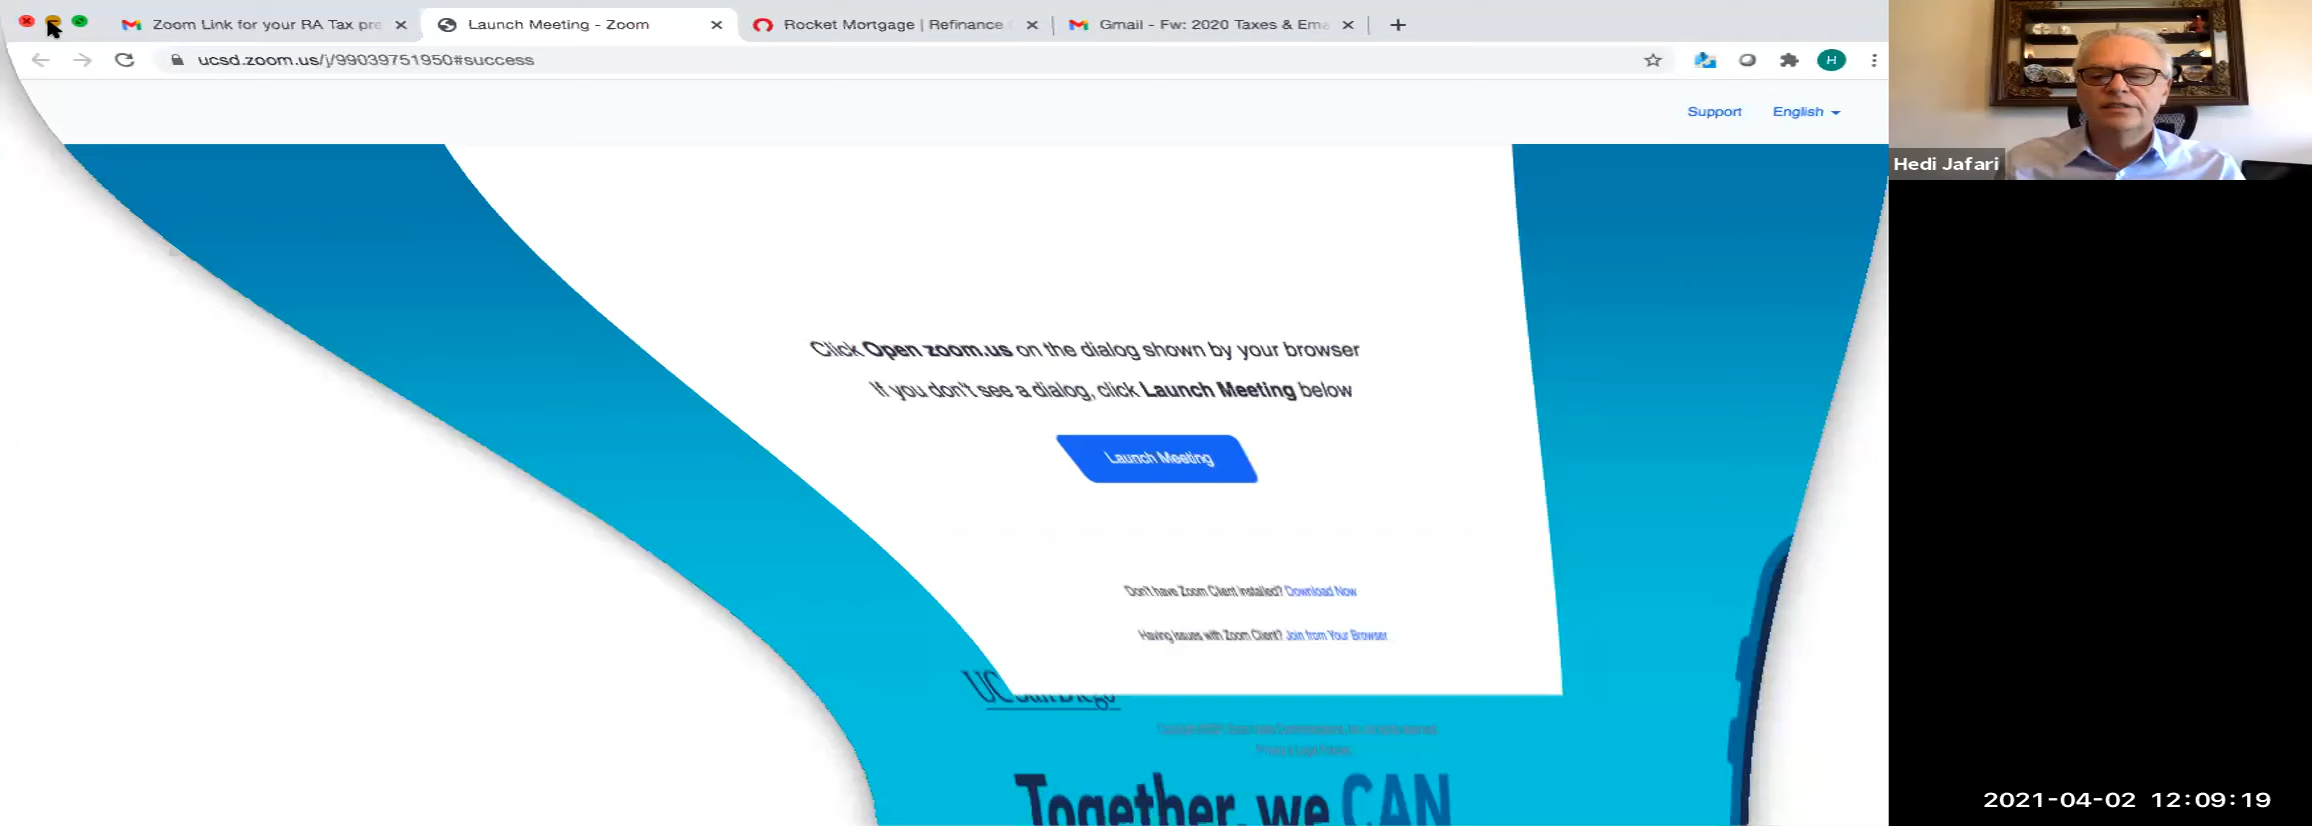 Zoom Link for your RA Tax pre
Launch Meeting - Zoom
Rocket Mortgage | Refinance
Gmail - Fw: 2020 Taxes & Ema
ucsd.zoom.us/j/99039751950#success
H
Support
English
Hedi Jafari
Click Open zoom.us on the dialog shown by your browser
If you don't see a dialog, click Launch Meeting below
Launch Meeting
Don't have Zoom Client installed? Download Now
Having issues with Zoom Client? Join from Your Browser
UC San Diego
Together, we CAN
2021-04-02 12:09:19